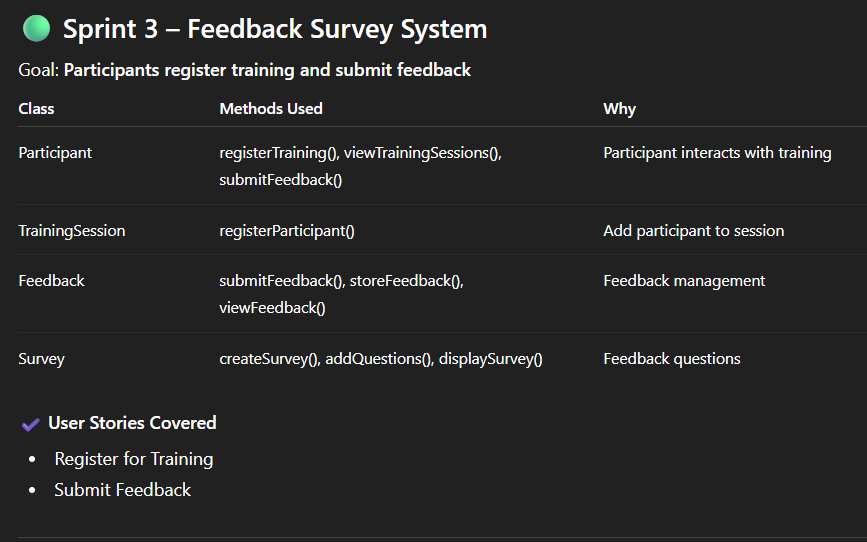 Sprint 3 – Feedback Survey System
Goal: Participants register training and submit feedback
Class Methods Used Why
Participant registerTraining(), viewTrainingSessions(), Participant interacts with training
submitFeedback()
TrainingSession registerParticipant() Add participant to session
Feedback submitFeedback(), storeFeedback(), Feedback management
viewFeedback()
Survey createSurvey(), addQuestions(), displaySurvey() Feedback questions
User Stories Covered
• Register for Training
• Submit Feedback